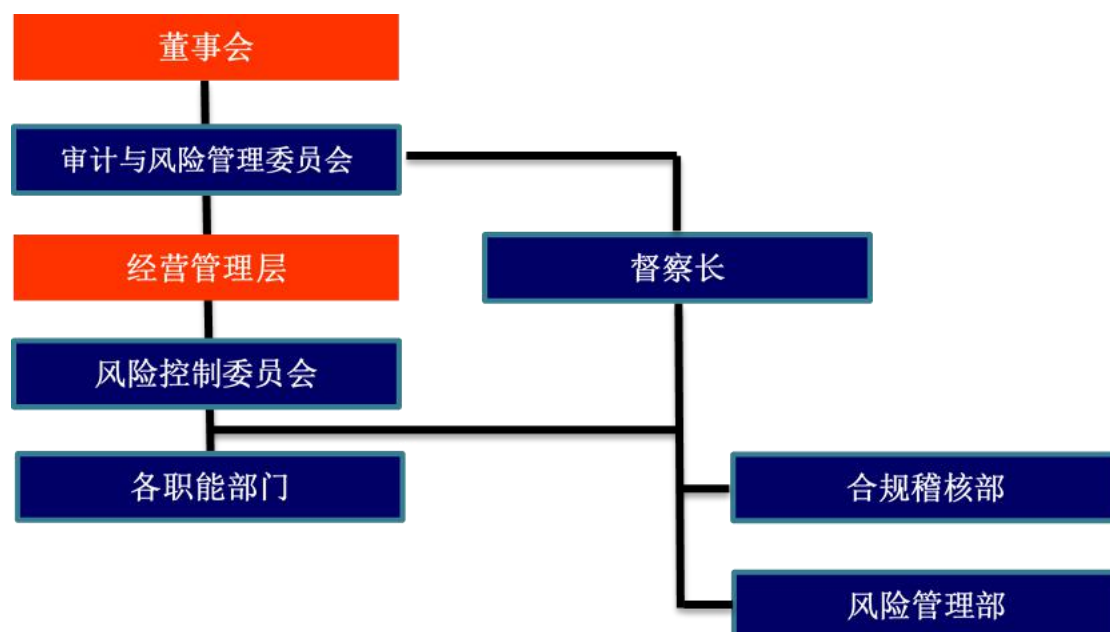 董事会
审计与风险管理委员会
经营管理层
督察长
风险控制委员会
各职能部门
合规稽核部
风险管理部